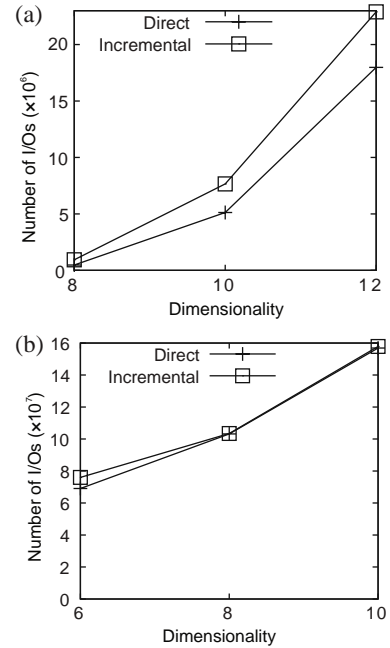 (a)
Direct
Incremental
Number of I/Os (×10⁶)
20
15
10
5
0
8
10
12
Dimensionality
(b)
Direct
Incremental
Number of I/Os (×10⁷)
16
14
12
10
8
6
4
2
0
6
8
10
Dimensionality